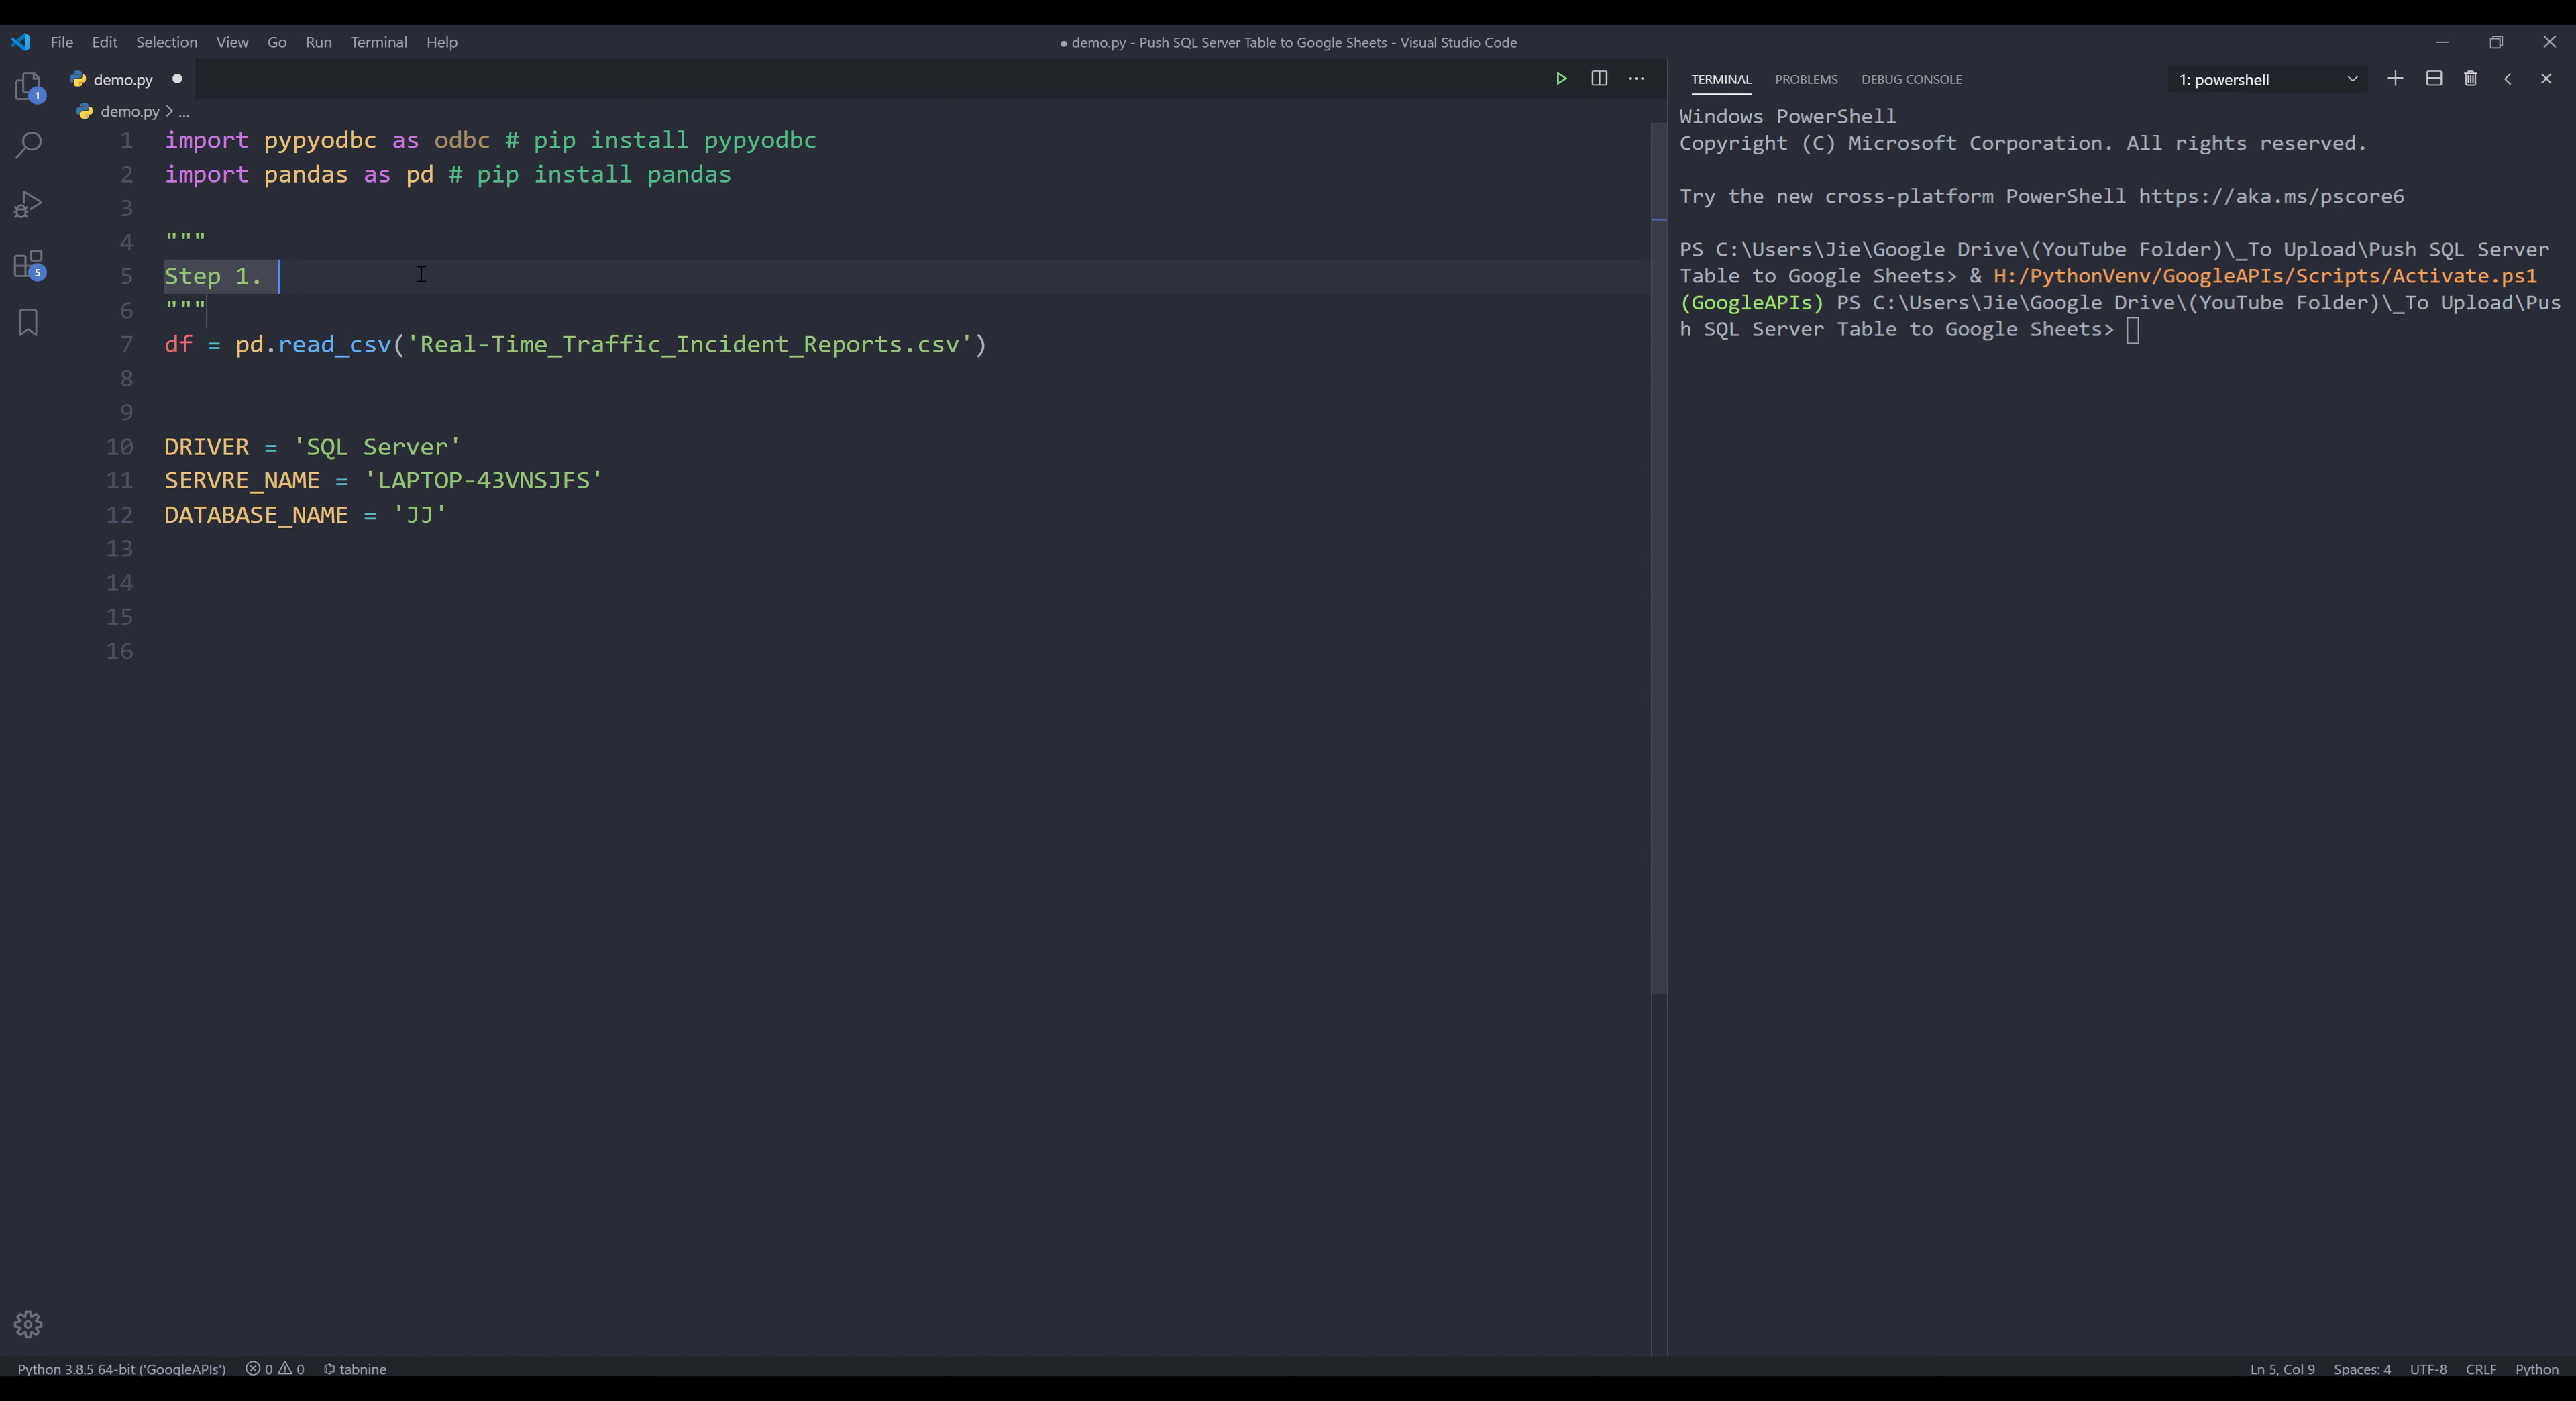 File Edit Selection View Go Run Terminal Help
● demo.py - Push SQL Server Table to Google Sheets - Visual Studio Code
demo.py
demo.py > ...
1 import pypyodbc as odbc # pip install pypyodbc
2 import pandas as pd # pip install pandas
3
4 """
5 Step 1.
6 """
7 df = pd.read_csv('Real-Time_Traffic_Incident_Reports.csv')
8
9
10 DRIVER = 'SQL Server'
11 SERVRE_NAME = 'LAPTOP-43VNSJFS'
12 DATABASE_NAME = 'JJ'
13
14
15
16
1
5
TERMINAL PROBLEMS DEBUG CONSOLE 1: powershell
Windows PowerShell
Copyright (C) Microsoft Corporation. All rights reserved.
Try the new cross-platform PowerShell https://aka.ms/pscore6
PS C:\Users\Jie\Google Drive\(YouTube Folder)\_To Upload\Push SQL Server
Table to Google Sheets> & H:/PythonVenv/GoogleAPIs/Scripts/Activate.ps1
(GoogleAPIs) PS C:\Users\Jie\Google Drive\(YouTube Folder)\_To Upload\Pus
h SQL Server Table to Google Sheets>
Python 3.8.5 64-bit ('GoogleAPIs') 0 0 tabnine
Ln 5, Col 9 Spaces: 4 UTF-8 CRLF Python